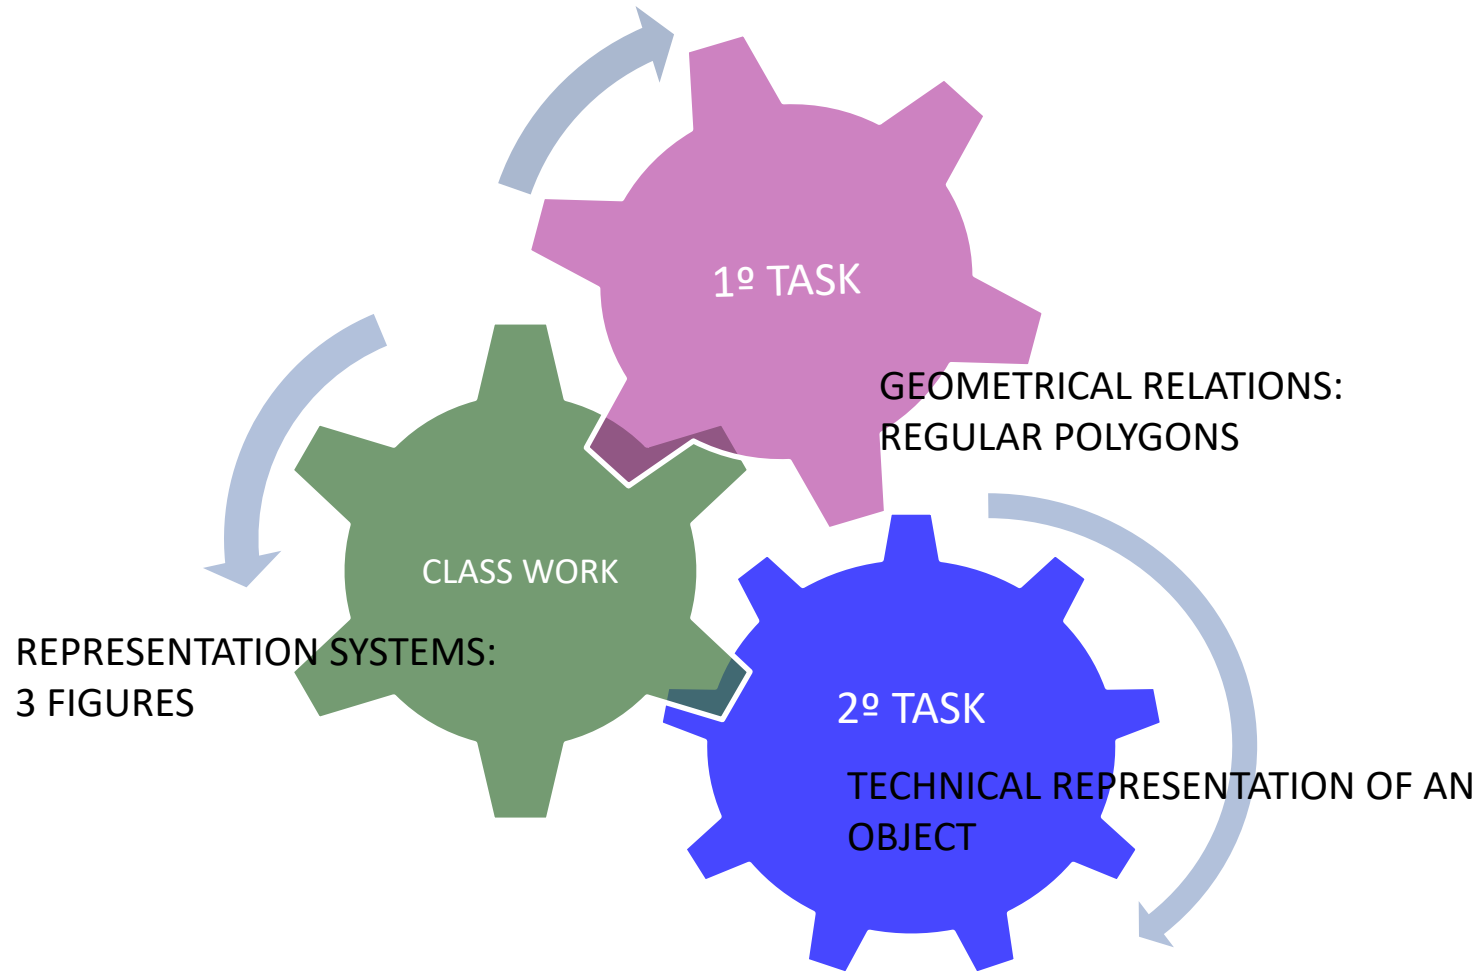 1º TASK
GEOMETRICAL RELATIONS:
REGULAR POLYGONS
CLASS WORK
REPRESENTATION SYSTEMS:
3 FIGURES
2º TASK
TECHNICAL REPRESENTATION OF AN
OBJECT